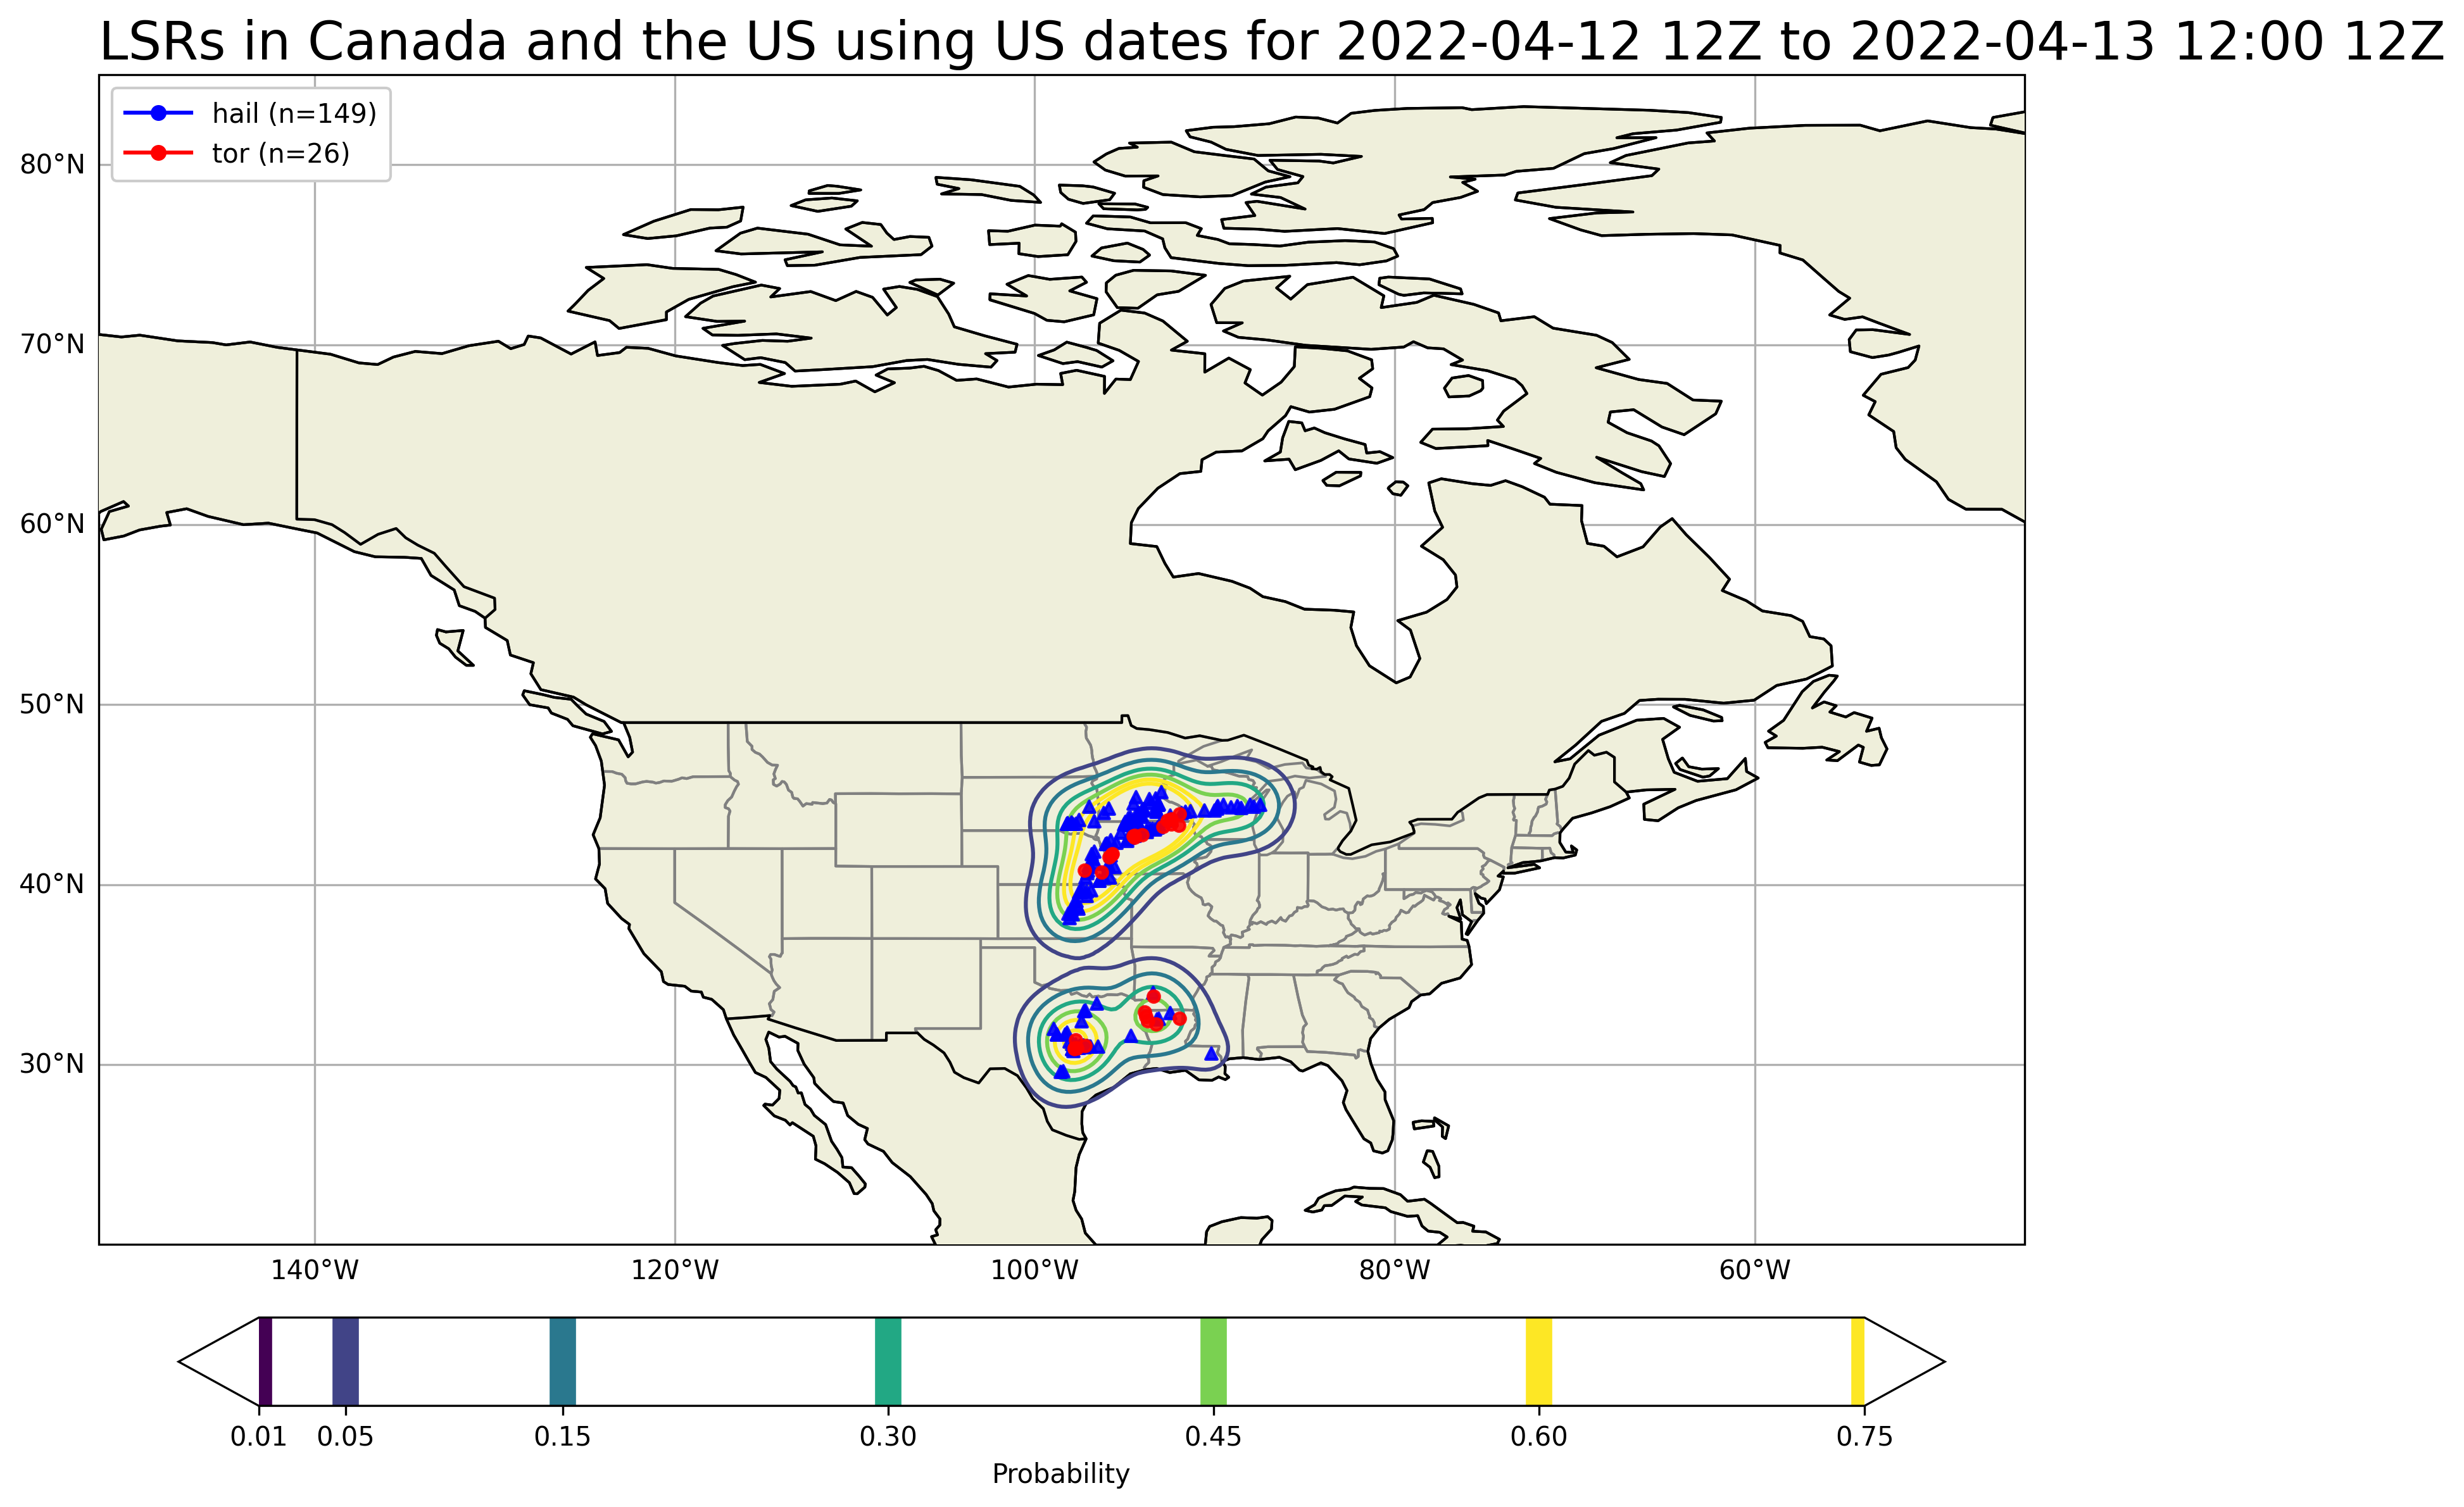 LSRs in Canada and the US using US dates for 2022-04-12 12Z to 2022-04-13 12:00 12Z
hail (n=149)
tor (n=26)
80°N
70°N
60°N
50°N
40°N
30°N
140°W 120°W 100°W 80°W 60°W
0.01 0.05 0.15 0.30 0.45 0.60 0.75
Probability